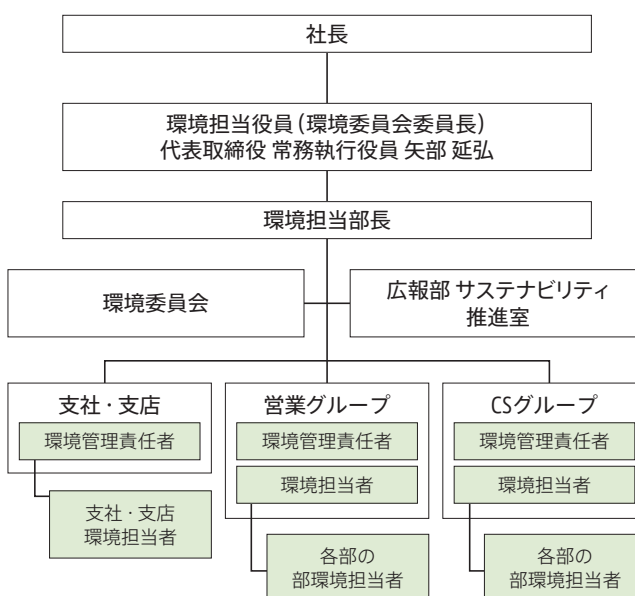 社長
環境担当役員(環境委員会委員長)
代表取締役 常務執行役員 矢部 延弘
環境担当部長
環境委員会
広報部 サステナビリティ
推進室
支社・支店
環境管理責任者
支社・支店
環境担当者
営業グループ
環境管理責任者
環境担当者
各部の
部環境担当者
CSグループ
環境管理責任者
環境担当者
各部の
部環境担当者